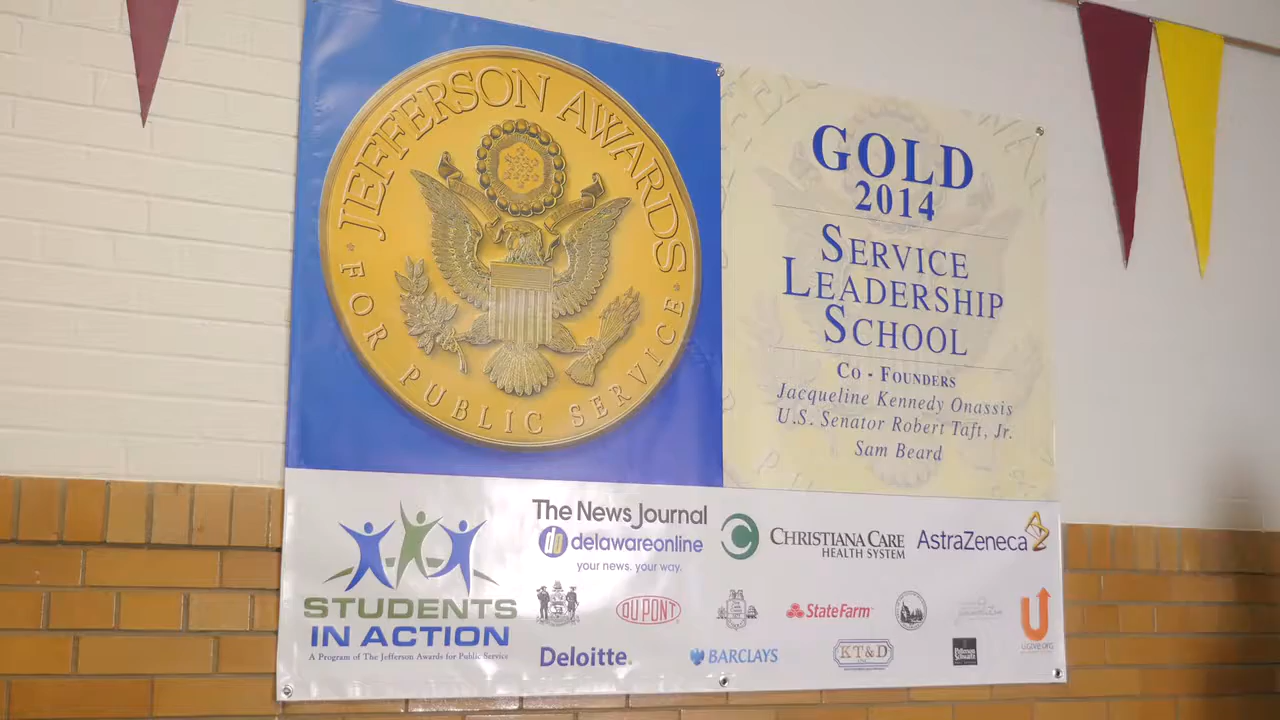 JEFFERSON AWARDS
FOR PUBLIC SERVICE
GOLD
2014
SERVICE
LEADERSHIP
SCHOOL
CO - FOUNDERS
Jacqueline Kennedy Onassis
U.S. Senator Robert Taft, Jr.
Sam Beard
STUDENTS
IN ACTION
A Program of The Jefferson Awards for Public Service
The News Journal
delawareonline
your news. your way.
CHRISTIANA CARE
HEALTH SYSTEM
AstraZeneca
DUPONT
State Farm
Deloitte.
BARCLAYS
KT&D
UGIVE.ORG